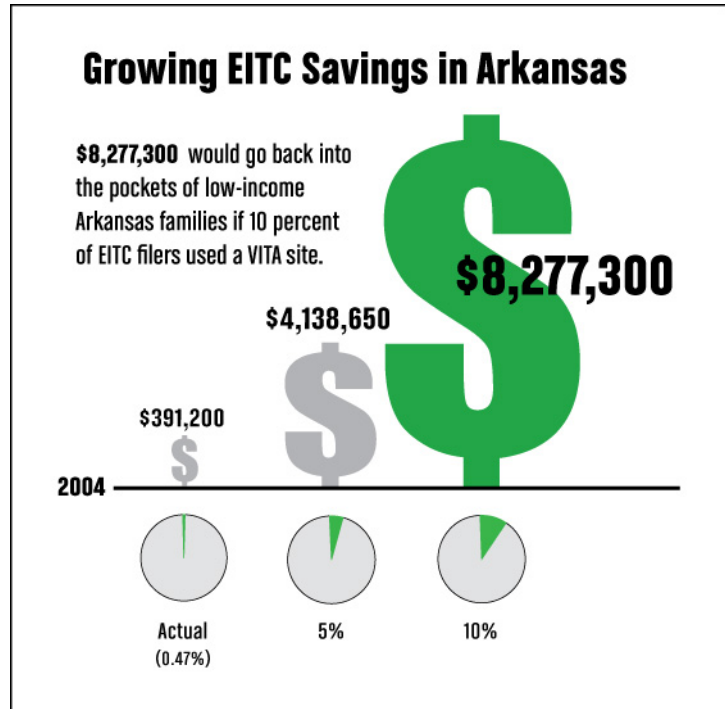 Growing EITC Savings in Arkansas
$8,277,300 would go back into
the pockets of low-income
Arkansas families if 10 percent
of EITC filers used a VITA site.
$8,277,300
$4,138,650
$391,200
$
$
$
2004
Actual
(0.47%)
5%
10%